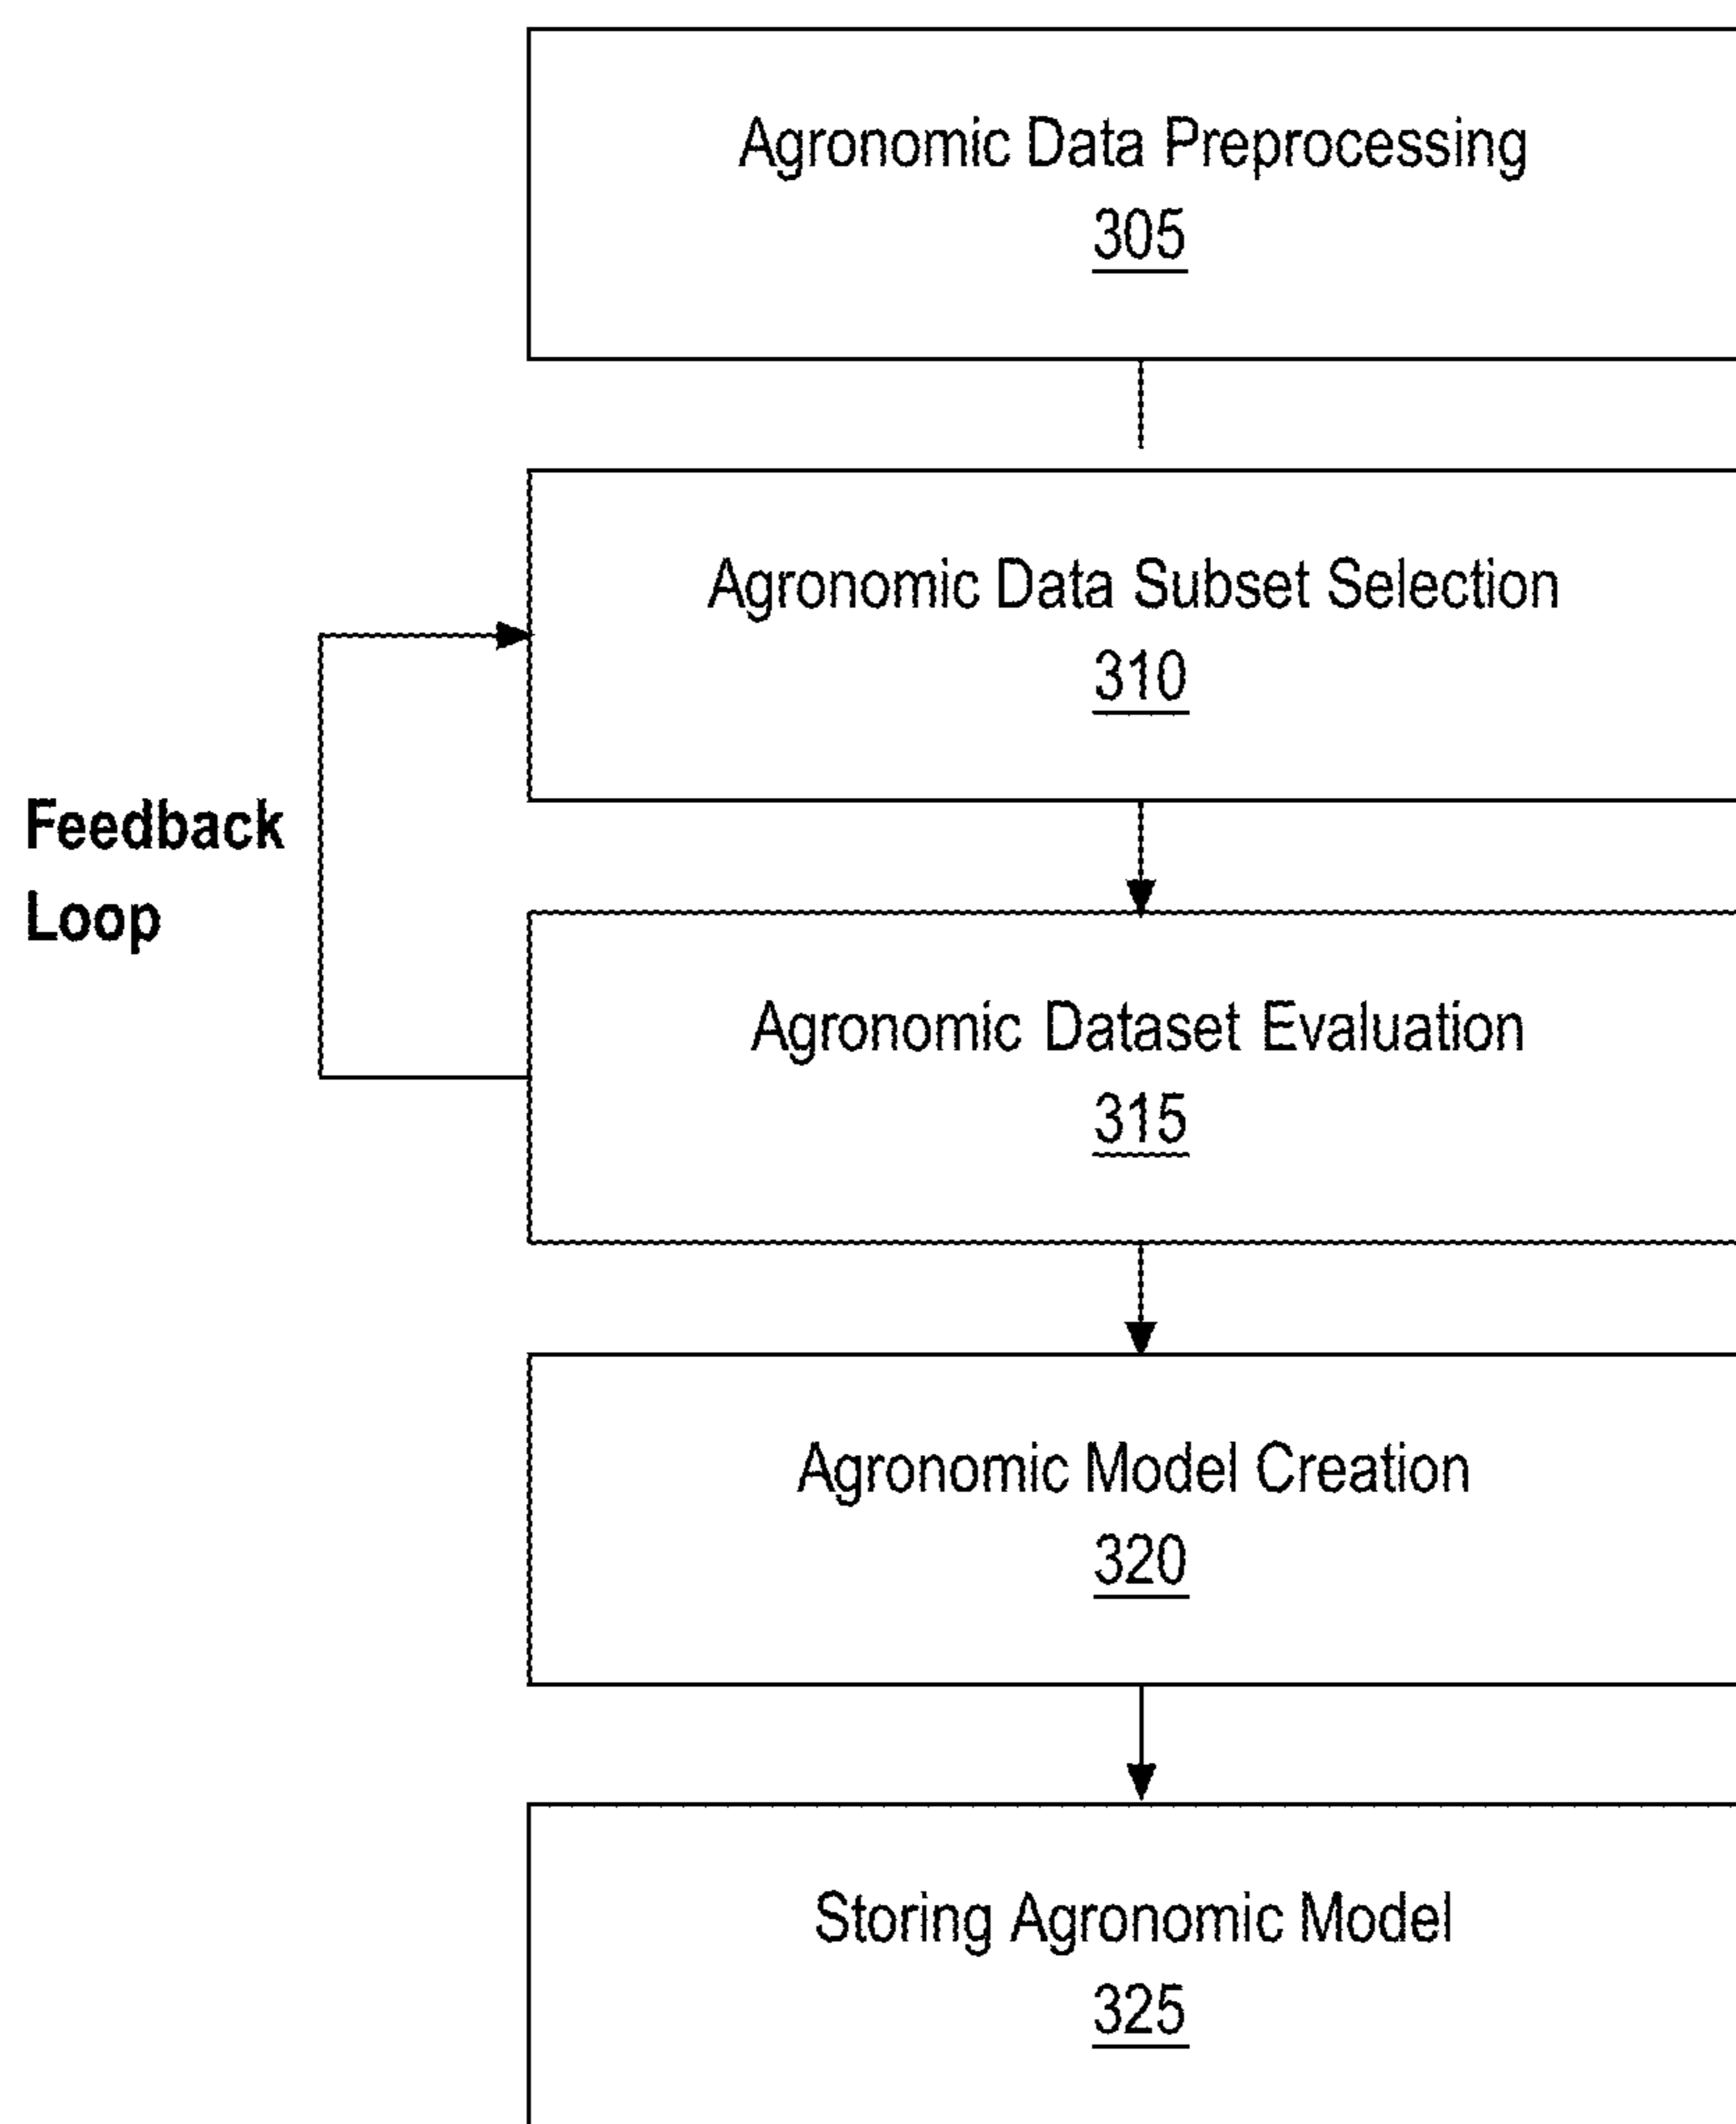 Agronomic Data Preprocessing
305
Agronomic Data Subset Selection
310
Feedback
Loop
Agronomic Dataset Evaluation
315
Agronomic Model Creation
320
Storing Agronomic Model
325